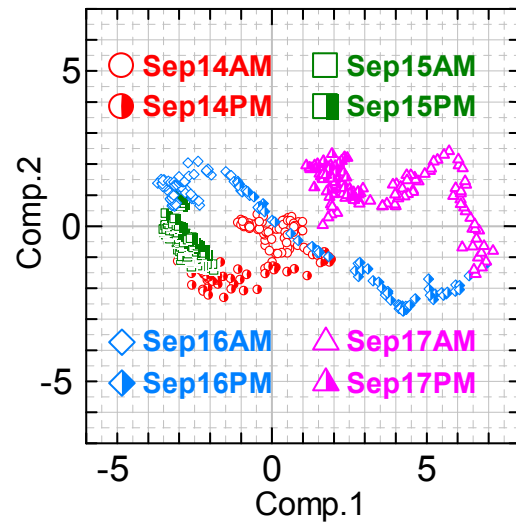 5
Sep14AM Sep15AM
Sep14PM Sep15PM
Comp.2
0
Sep16AM Sep17AM
Sep16PM Sep17PM
-5
-5 0 5
Comp.1